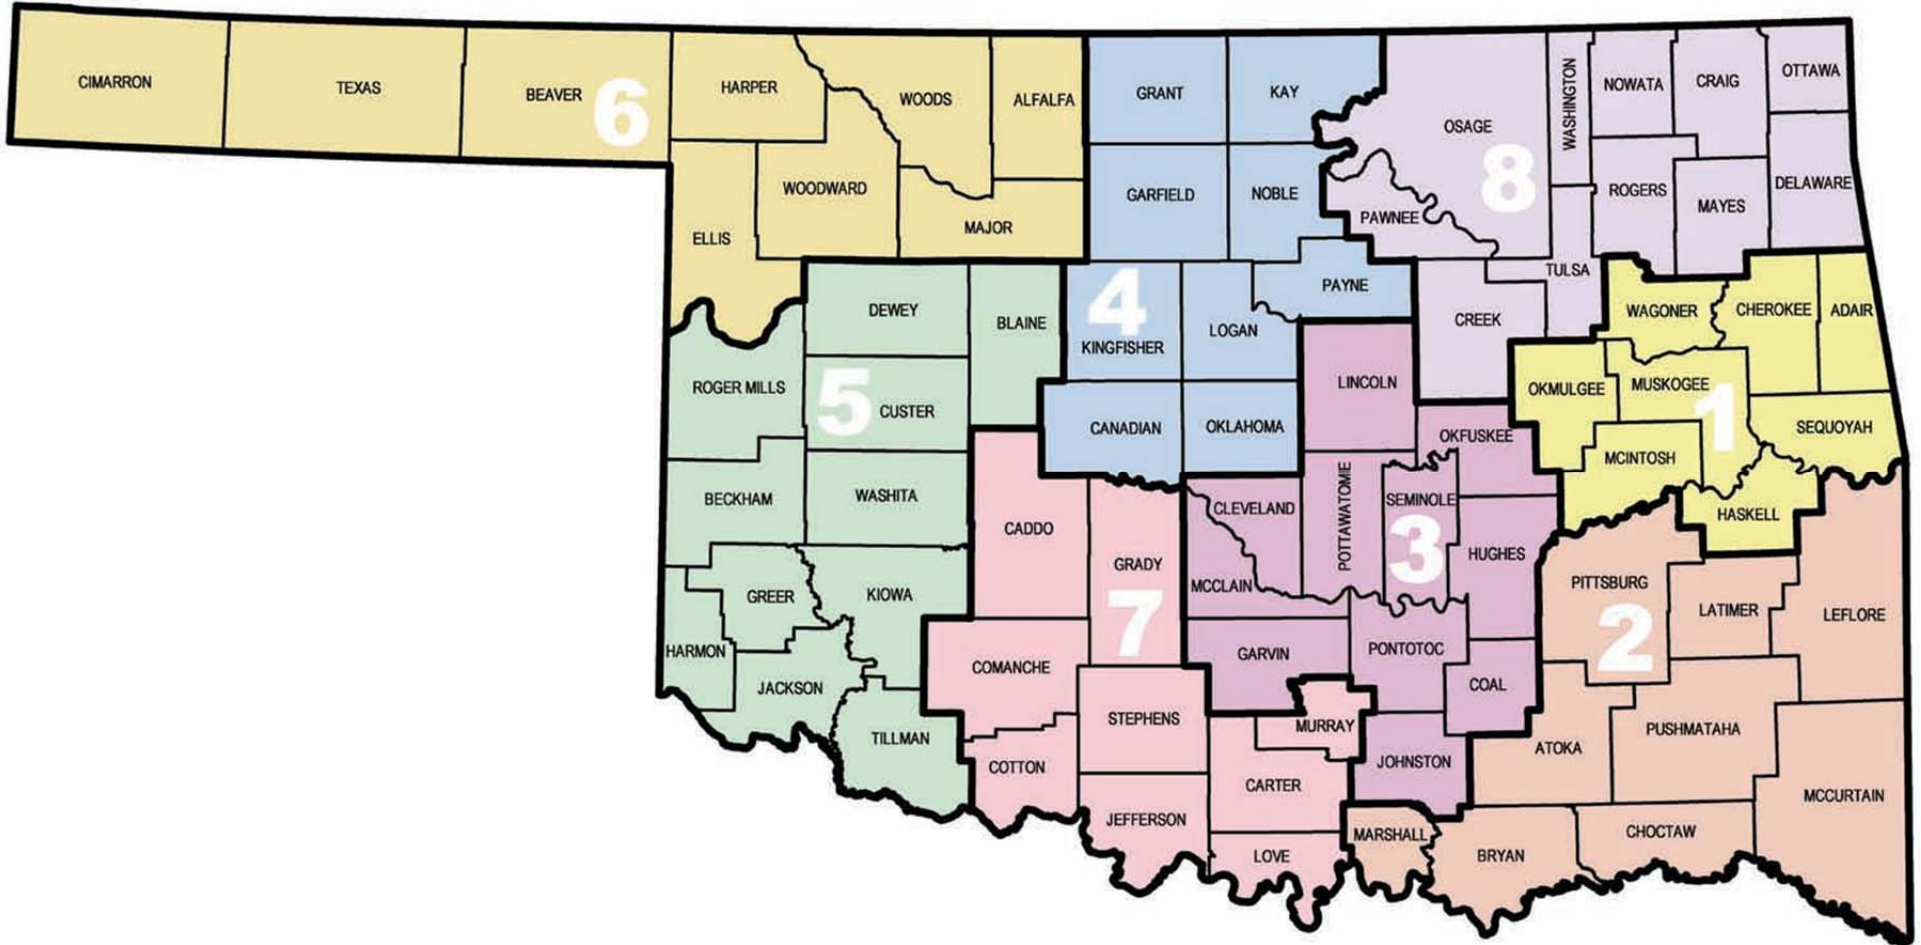 CIMARRON
TEXAS
BEAVER
6
HARPER
WOODS
ALFALFA
GRANT
KAY
OSAGE
WASHINGTON
NOWATA
CRAIG
OTTAWA
WOODWARD
ELLIS
MAJOR
GARFIELD
NOBLE
PAWNEE
8
ROGERS
MAYES
DELAWARE
TULSA
DEWEY
BLAINE
4
KINGFISHER
LOGAN
PAYNE
CREEK
WAGONER
CHEROKEE
ADAIR
ROGER MILLS
5
CUSTER
CANADIAN
OKLAHOMA
LINCOLN
OKFUSKEE
OKMULGEE
MUSKOGEE
1
SEQUOYAH
MCINTOSH
HASKELL
BECKHAM
WASHITA
CADDO
GRADY
7
CLEVELAND
POTTAWATOMIE
SEMINOLE
3
HUGHES
MCCLAIN
PITTSBURG
2
LATIMER
LEFLORE
GREER
KIOWA
HARMON
JACKSON
TILLMAN
COMANCHE
STEPHENS
GARVIN
PONTOTOC
COAL
MURRAY
COTTON
JEFFERSON
CARTER
JOHNSTON
ATOKA
PUSHMATAHA
MCCURTAIN
LOVE
MARSHALL
BRYAN
CHOCTAW